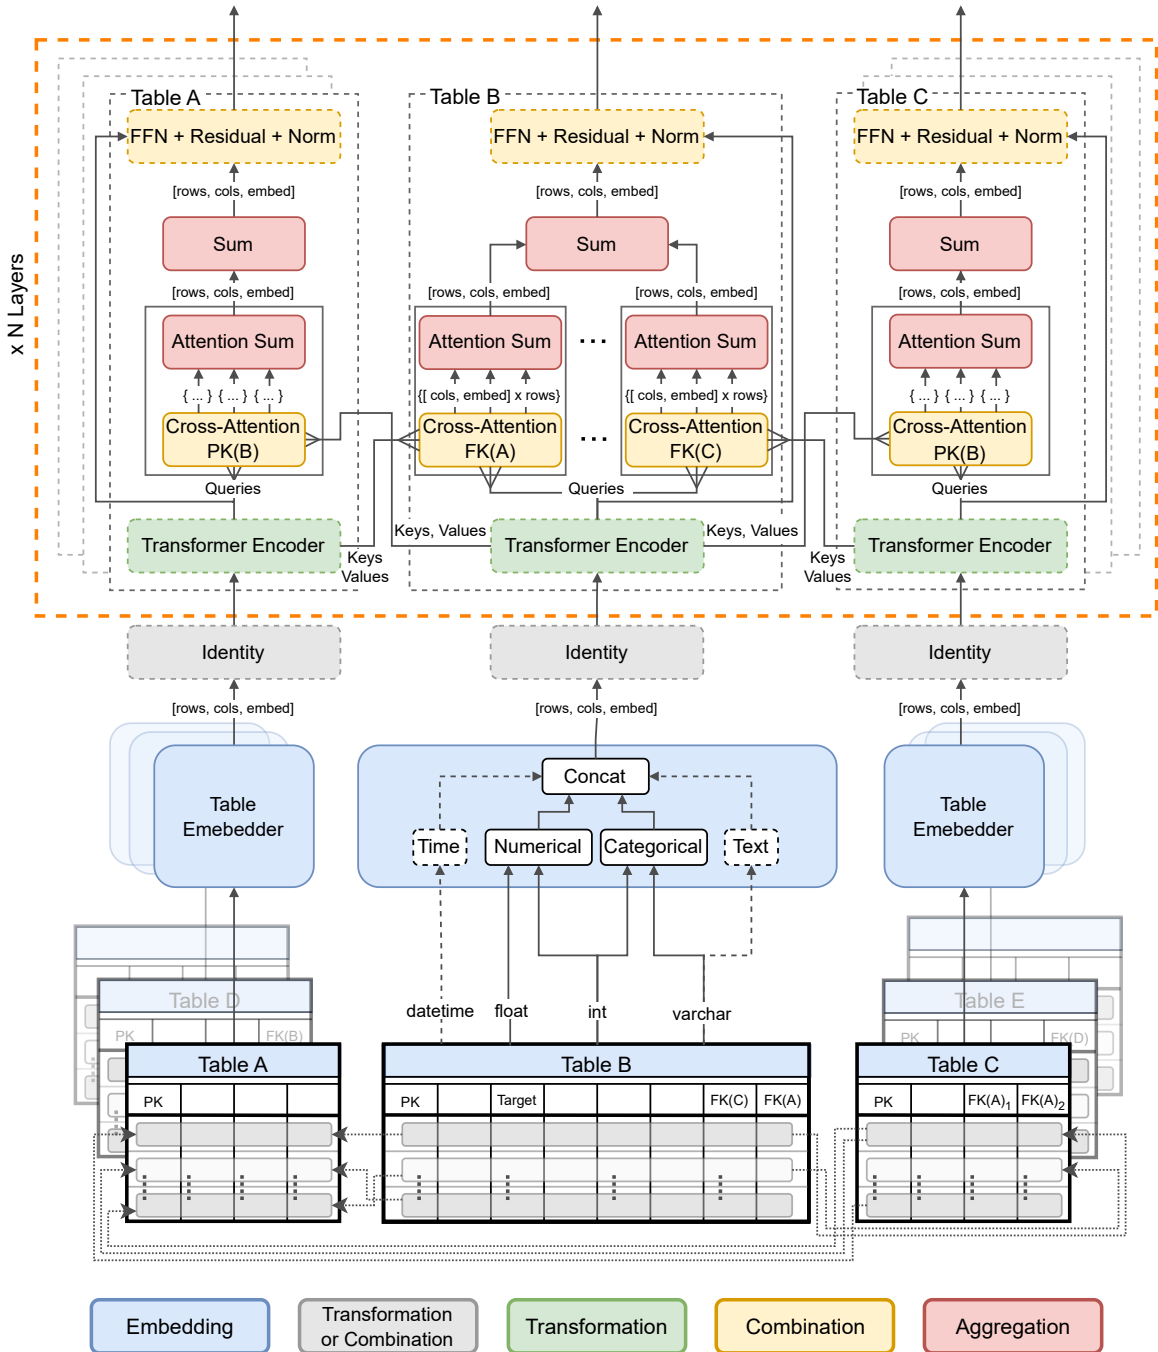 Table A
Table B
Table C
FFN + Residual + Norm
FFN + Residual + Norm
FFN + Residual + Norm
[rows, cols, embed]
[rows, cols, embed]
[rows, cols, embed]
Sum
Sum
Sum
[rows, cols, embed]
[rows, cols, embed]
[rows, cols, embed]
[rows, cols, embed]
x N Layers
Attention Sum
Attention Sum
...
Attention Sum
Attention Sum
{ ... } { ... } { ... }
{[ cols, embed] x rows}
{[ cols, embed] x rows}
{ ... } { ... } { ... }
Cross-Attention
PK(B)
Cross-Attention
FK(A)
...
Cross-Attention
FK(C)
Cross-Attention
PK(B)
Queries
Queries
Queries
Keys, Values
Keys, Values
Transformer Encoder
Transformer Encoder
Transformer Encoder
Keys
Values
Keys
Values
Identity
Identity
Identity
[rows, cols, embed]
[rows, cols, embed]
[rows, cols, embed]
Table
Emebedder
Concat
Time
Numerical
Categorical
Text
Table
Emebedder
datetime
float
int
varchar
Table D
PK
FK(B)
Table E
PK
FK(D)
Table A
PK
Table B
PK
Target
FK(C)
FK(A)
Table C
PK
FK(A)1
FK(A)2
Embedding
Transformation
or Combination
Transformation
Combination
Aggregation